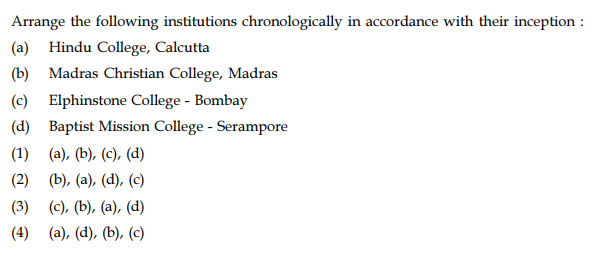 Arrange the following institutions chronologically in accordance with their inception :
(a) Hindu College, Calcutta
(b) Madras Christian College, Madras
(c) Elphinstone College - Bombay
(d) Baptist Mission College - Serampore
(1) (a), (b), (c), (d)
(2) (b), (a), (d), (c)
(3) (c), (b), (a), (d)
(4) (a), (d), (b), (c)